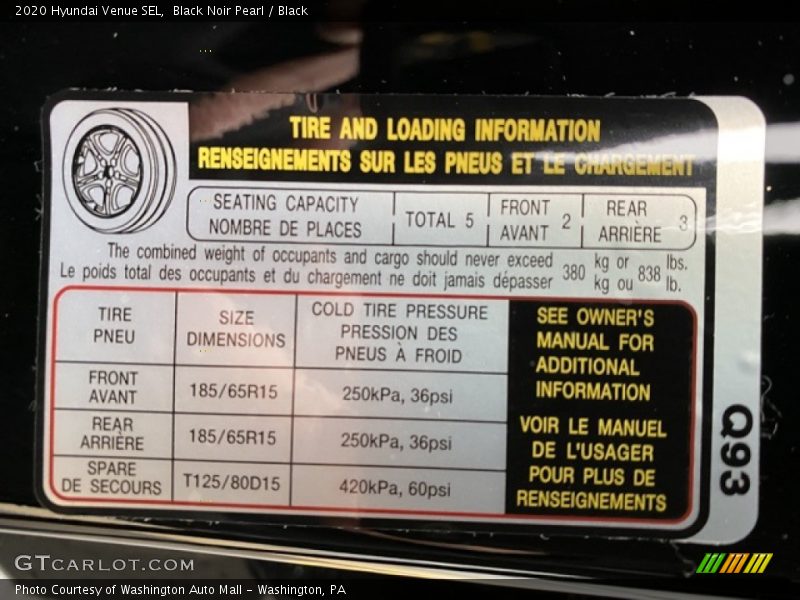 2020 Hyundai Venue SEL,  Black Noir Pearl / Black
TIRE AND LOADING INFORMATION
RENSEIGNEMENTS SUR LES PNEUS ET LE CHARGEMENT
SEATING CAPACITY
NOMBRE DE PLACES
TOTAL 5
FRONT
AVANT
2
REAR
ARRIÈRE
3
The combined weight of occupants and cargo should never exceed
Le poids total des occupants et du chargement ne doit jamais dépasser
380
kg or
kg ou
838
lbs.
lb.
TIRE
PNEU
SIZE
DIMENSIONS
COLD TIRE PRESSURE
PRESSION DES
PNEUS À FROID
FRONT
AVANT
185/65R15
250kPa, 36psi
REAR
ARRIÈRE
185/65R15
250kPa, 36psi
SPARE
DE SECOURS
T125/80D15
420kPa, 60psi
SEE OWNER'S
MANUAL FOR
ADDITIONAL
INFORMATION
VOIR LE MANUEL
DE L'USAGER
POUR PLUS DE
RENSEIGNEMENTS
Q93
GTCARLOT.COM
Photo Courtesy of Washington Auto Mall - Washington, PA